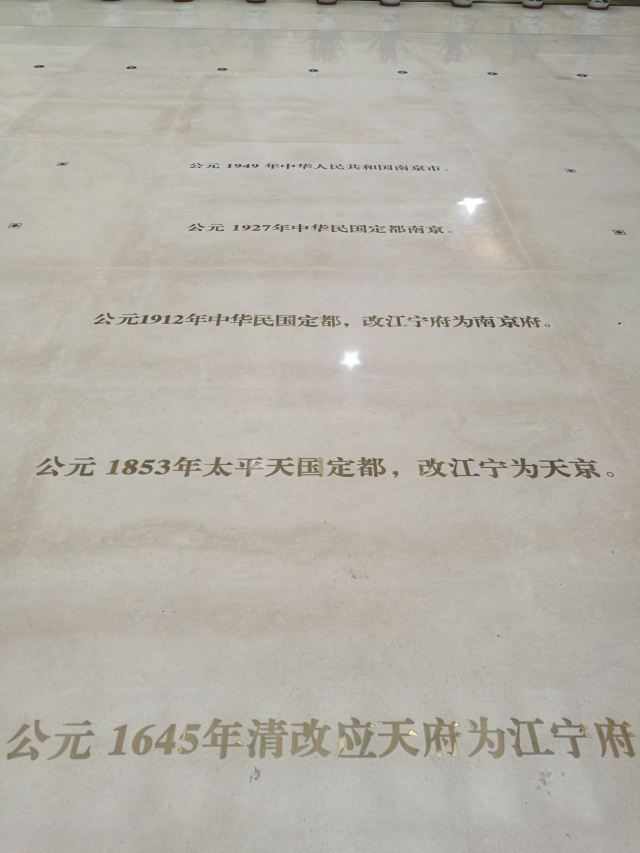 公元 1949 年中华人民共和国南京市。
公元 1927年中华民国定都南京。
公元1912年中华民国定都，改江宁府为南京府。
公元 1853年太平天国定都，改江宁为天京。
公元 1645年清改应天府为江宁府